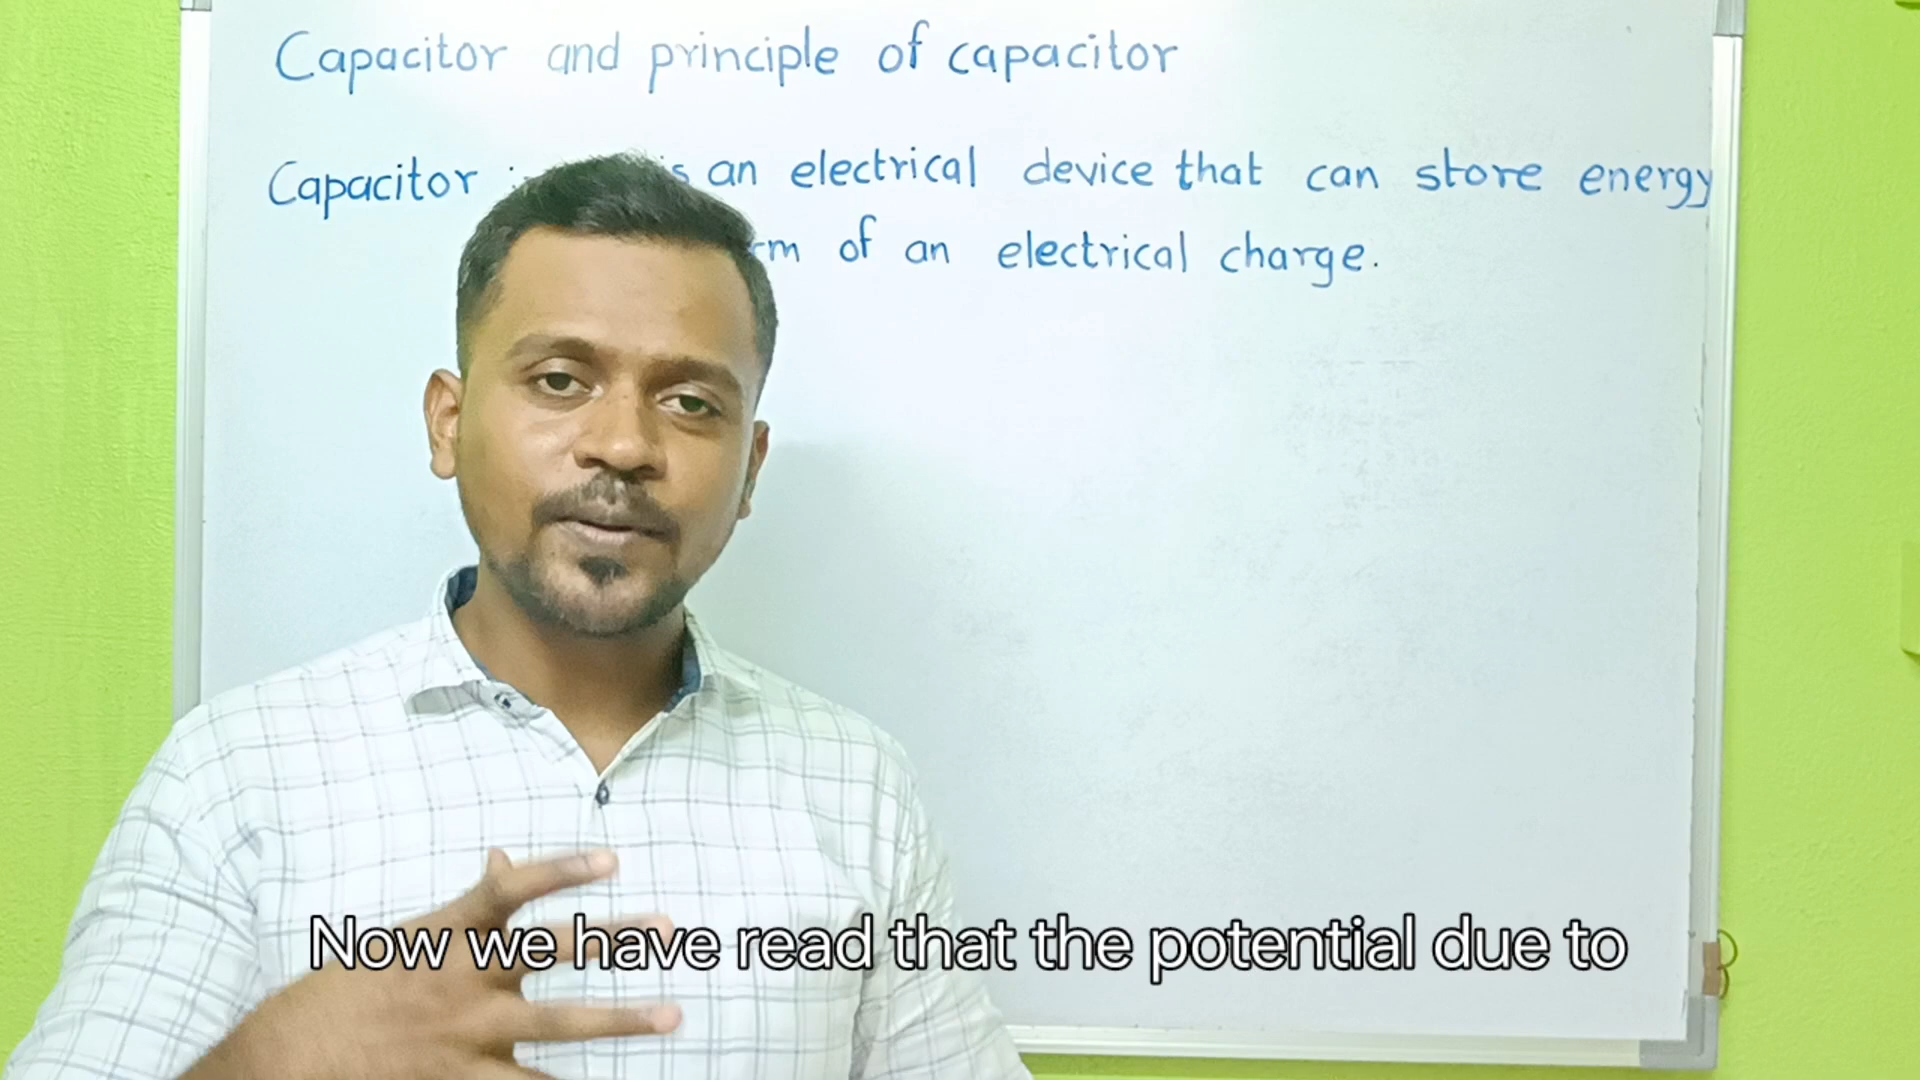 Capacitor and principle of capacitor
Capacitor an electrical device that can store energy
of an electrical charge.
Now we have read that the potential due to